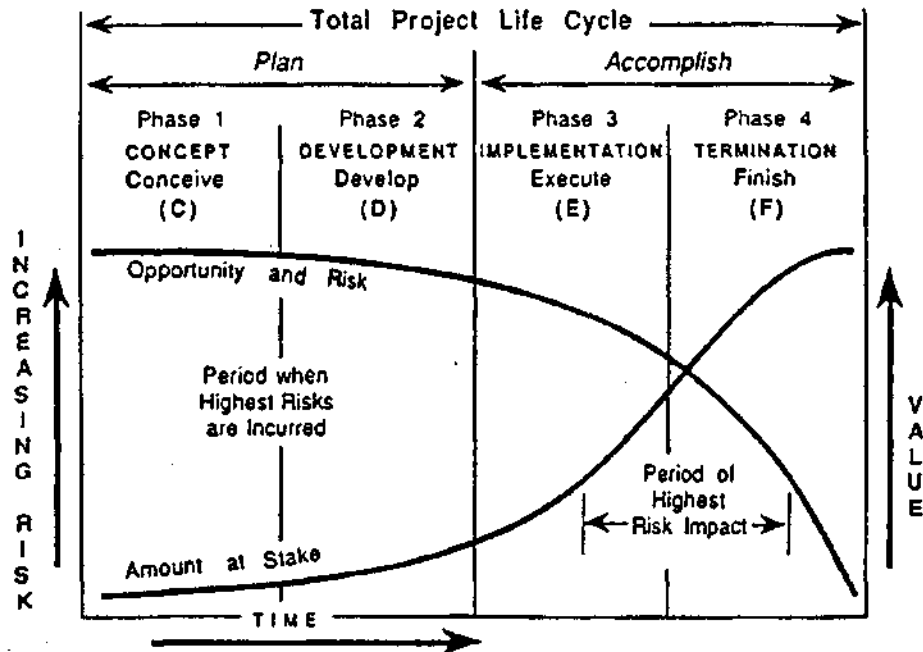 Total Project Life Cycle
Plan
Accomplish
Phase 1
CONCEPT
Conceive
(C)
Phase 2
DEVELOPMENT
Develop
(D)
Phase 3
IMPLEMENTATION
Execute
(E)
Phase 4
TERMINATION
Finish
(F)
INCREASING RISK
Opportunity and Risk
Period when
Highest Risks
are Incurred
Period of
Highest
Risk Impact
Amount at Stake
VALUE
TIME